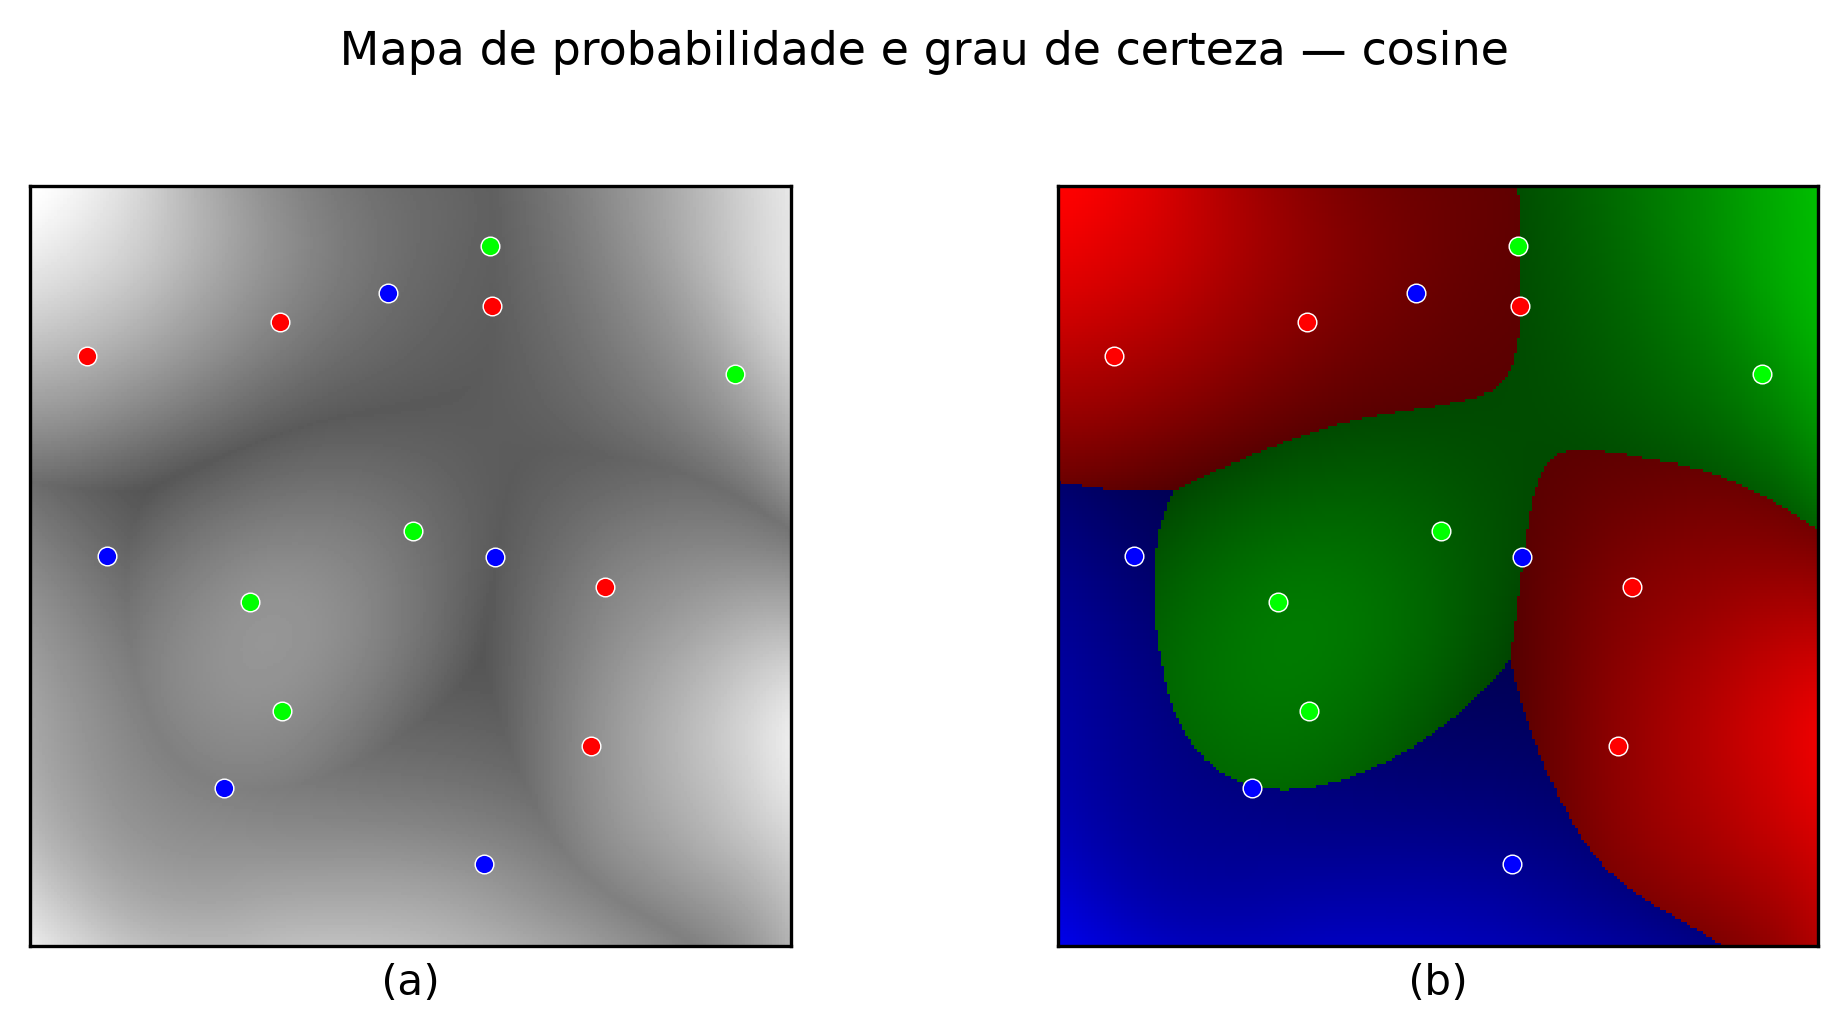 Mapa de probabilidade e grau de certeza — cosine
(a)
(b)